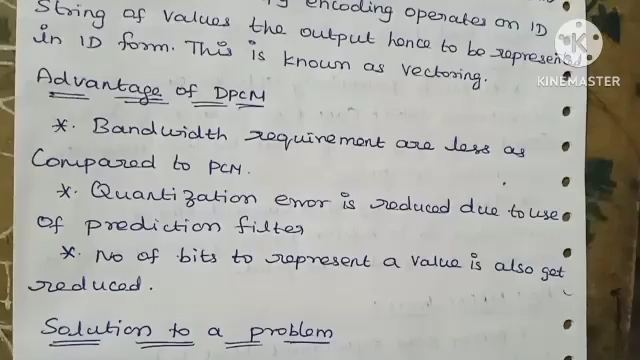 encoding operates on 1D
String of values the output hence to be represen
in 1D form. This is known as vectoring.
Advantage of DPCM
* Bandwidth requirement are less as
Compared to PCM.
* Quantization error is reduced due to use
of prediction filter
* No of bits to represent a value is also get
reduced.
Solution to a problem
KINEMASTER